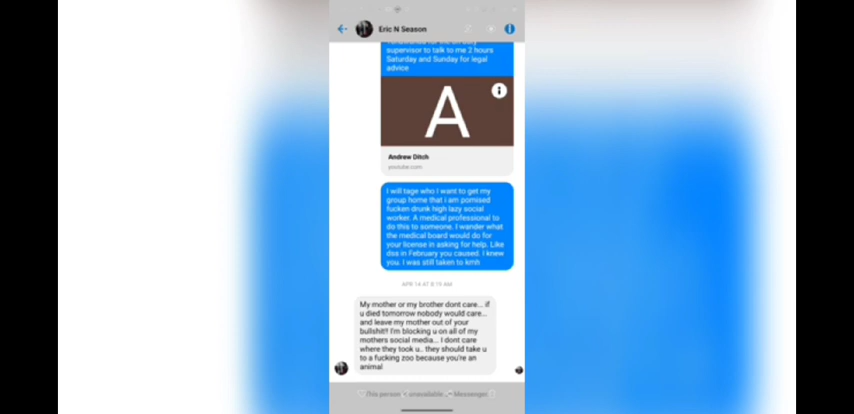 Eric N Season
supervisor to talk to me 2 hours
Saturday and Sunday for legal
advice
A
Andrew Ditch
youtube.com
I will tage who I want to get my
group home that i am pomised
fucken drunk high lazy social
worker. A medical professional to
do this to someone. I wander what
the medical board would do for
your license in asking for help. Like
dss in February you caused. I knew
you. I was still taken to kmh
APR 14 AT 8:15 AM
My mother or my brother dont care... if
u died tomorrow nobody would care...
and leave my mother out of your
bullshit!! I'm blocking u on all of my
mothers social media... I dont care
where they took u.. they should take u
to a fucking zoo because you're an
animal
This person is unavailable on Messenger